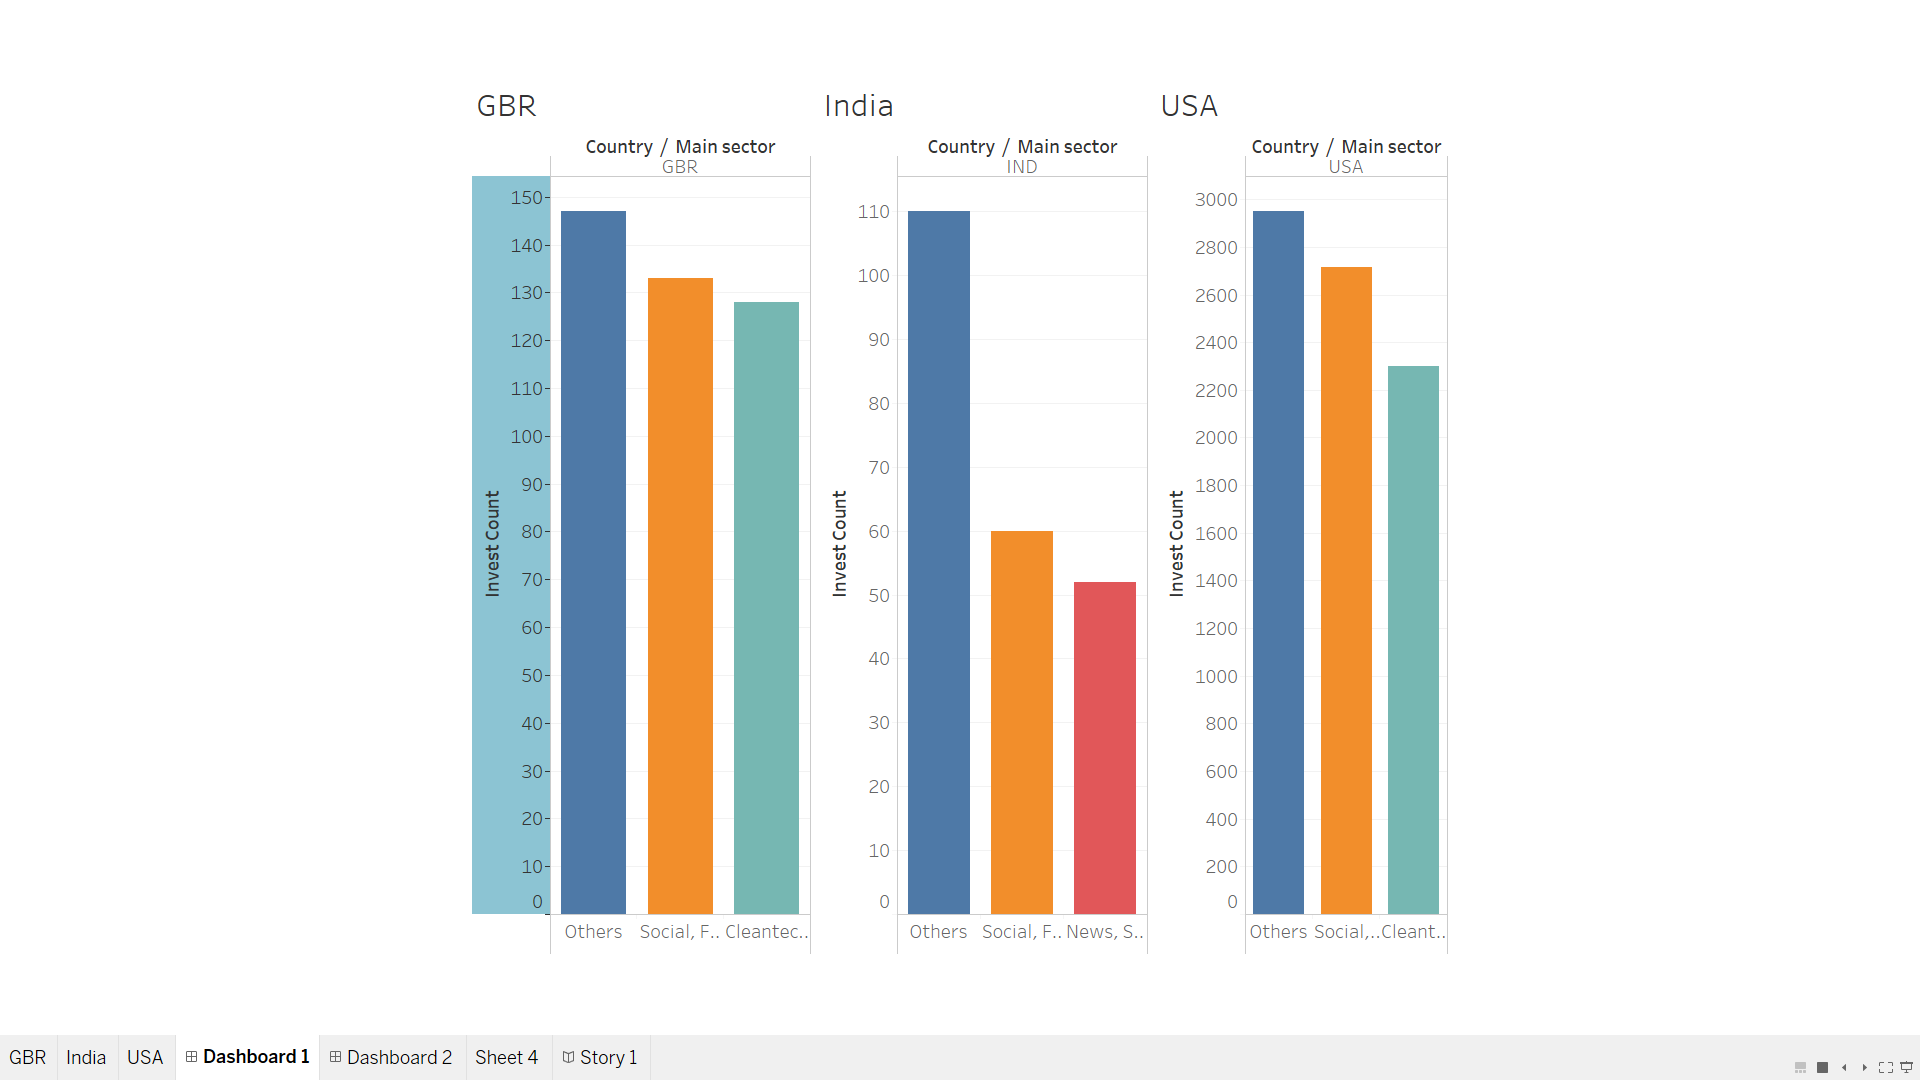 GBR
Country / Main sector
GBR
Invest Count
150
140
130
120
110
100
90
80
70
60
50
40
30
20
10
0
Others Social, F.. Cleantec..
India
Country / Main sector
IND
Invest Count
110
100
90
80
70
60
50
40
30
20
10
0
Others Social, F.. News, S..
USA
Country / Main sector
USA
Invest Count
3000
2800
2600
2400
2200
2000
1800
1600
1400
1200
1000
800
600
400
200
0
Others Social,.. Cleant..
GBR India USA Dashboard 1 Dashboard 2 Sheet 4 Story 1